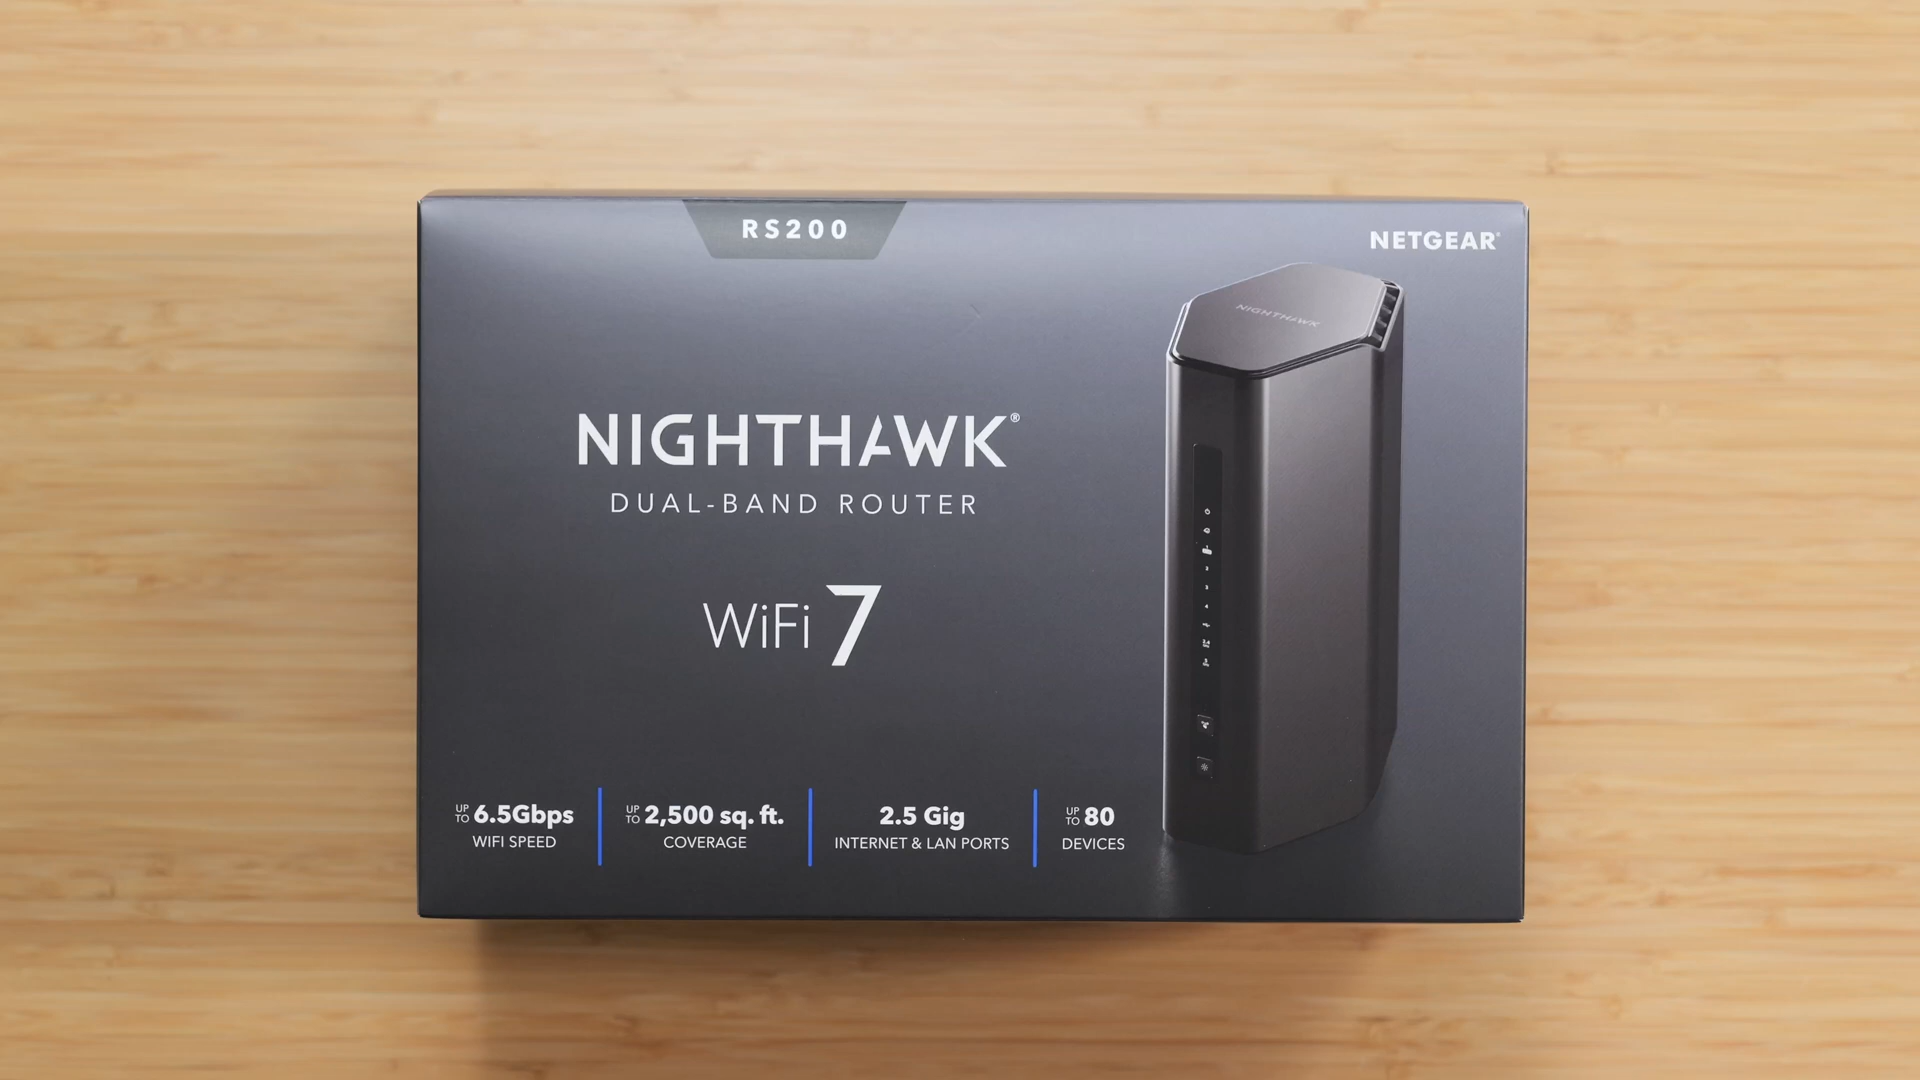 RS200
NETGEAR®
NIGHTHAWK
NIGHTHAWK®
DUAL-BAND ROUTER
WiFi 7
UP TO 6.5Gbps
WIFI SPEED
UP TO 2,500 sq. ft.
COVERAGE
2.5 Gig
INTERNET & LAN PORTS
UP TO 80
DEVICES